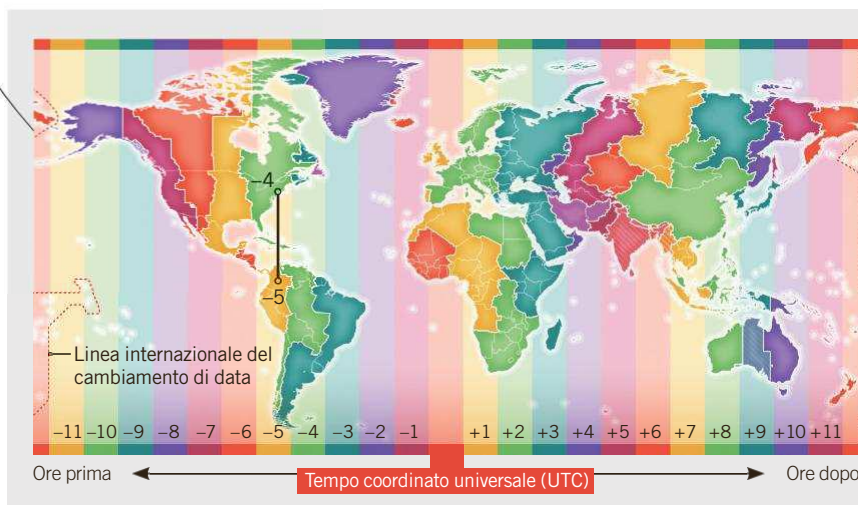 –4
–5
Linea internazionale del
cambiamento di data
–11 –10 –9 –8 –7 –6 –5 –4 –3 –2 –1 +1 +2 +3 +4 +5 +6 +7 +8 +9 +10 +11
Ore prima Tempo coordinato universale (UTC) Ore dopo